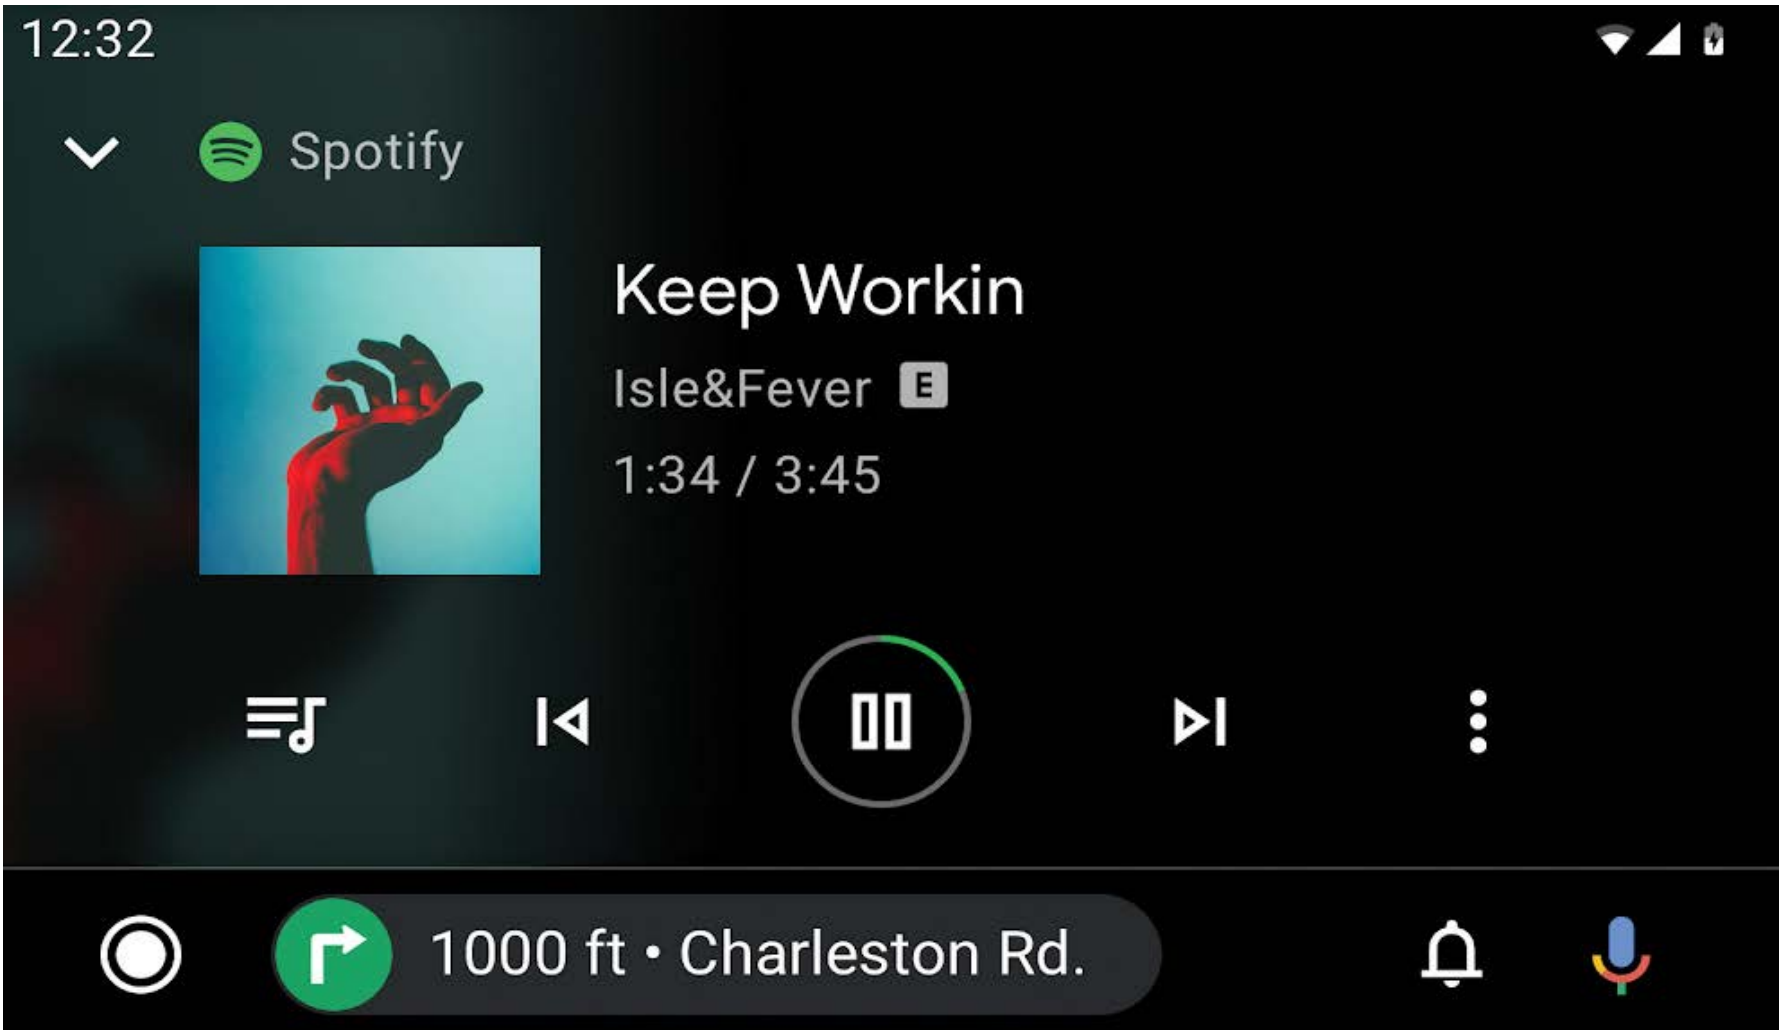 12:32
Spotify
Keep Workin
Isle&Fever E
1:34 / 3:45
1000 ft • Charleston Rd.